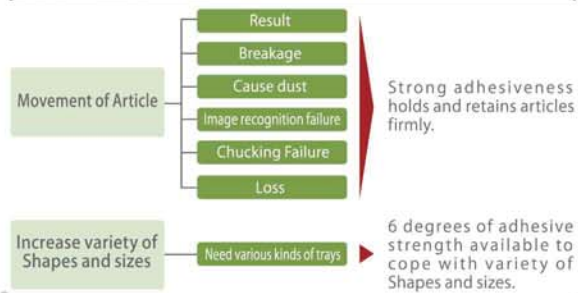 Result
Breakage
Movement of Article
Cause dust
Image recognition failure
Chucking Failure
Loss
Strong adhesiveness
holds and retains articles
firmly.
Increase variety of
Shapes and sizes
Need various kinds of trays
6 degrees of adhesive
strength available to
cope with variety of
Shapes and sizes.